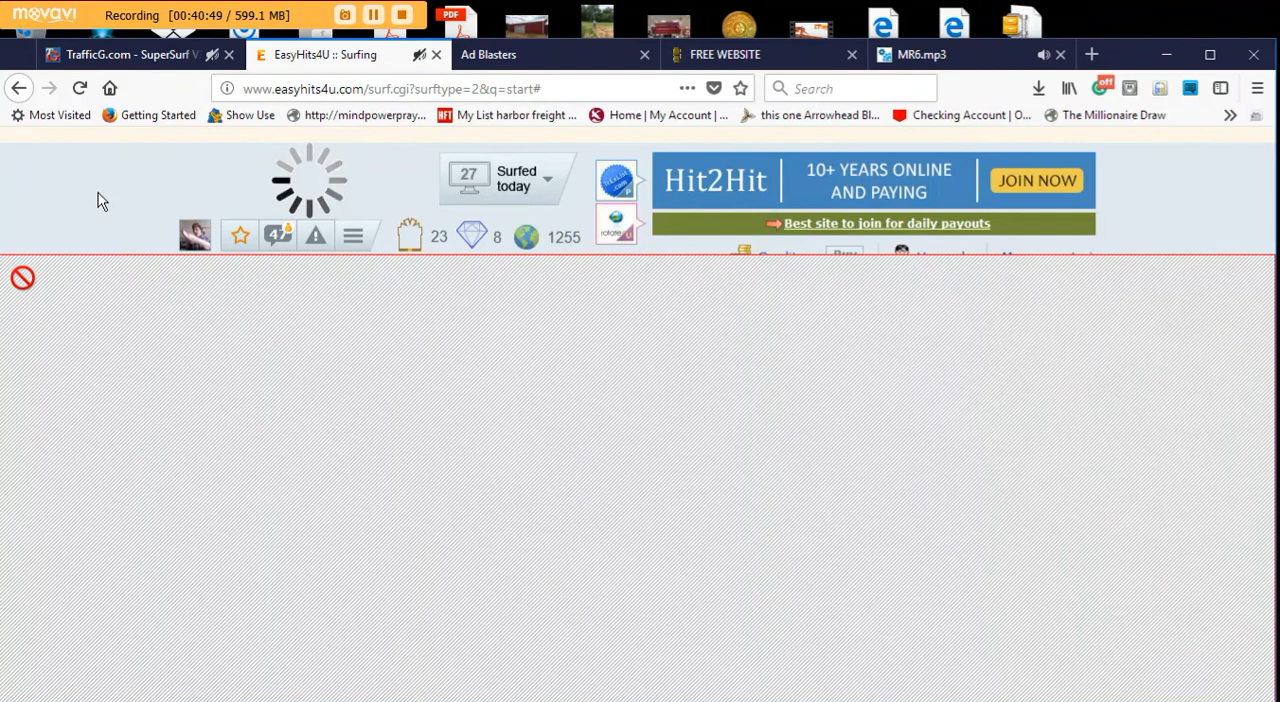 movavi Recording [00:40:49 / 599.1 MB]
PDF
TrafficG.com - SuperSurf V
EasyHits4U :: Surfing
Ad Blasters
FREE WEBSITE
MR6.mp3
www.easyhits4u.com/surf.cgi?surftype=2&q=start#
Search
off
Most Visited
Getting Started
Show Use
http://mindpowerpray...
HFT My List harbor freight ...
Home | My Account | ...
this one Arrowhead Bl...
Checking Account | O...
The Millionaire Draw
27 Surfed today
Hit2Hit
10+ YEARS ONLINE
AND PAYING
JOIN NOW
Best site to join for daily payouts
23
8
1255